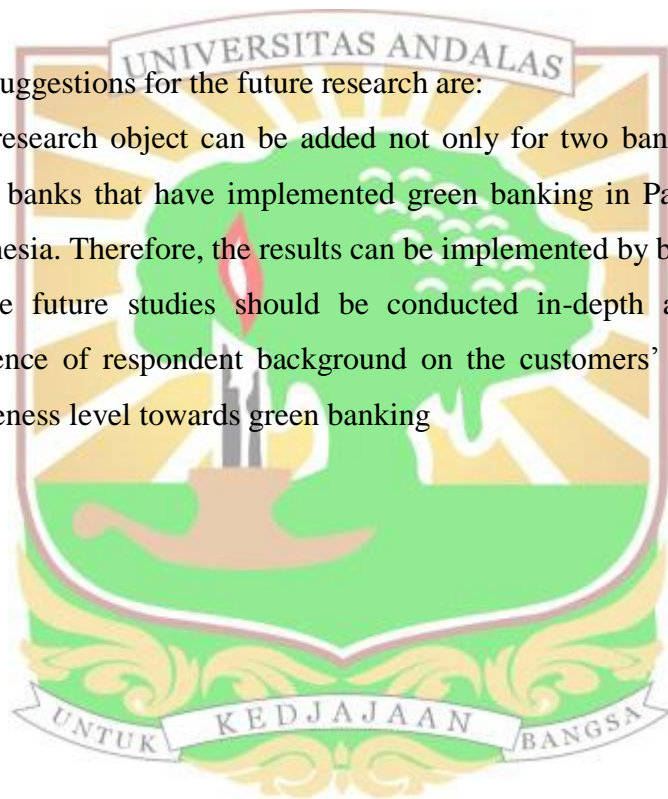 UNIVERSITAS ANDALAS
uggestions for the future research are:
esearch object can be added not only for two ban
banks that have implemented green banking in Pa
nesia. Therefore, the results can be implemented by b
e future studies should be conducted in-depth a
ence of respondent background on the customers'
eness level towards green banking
UNTUK KEDJAJAAN BANGSA